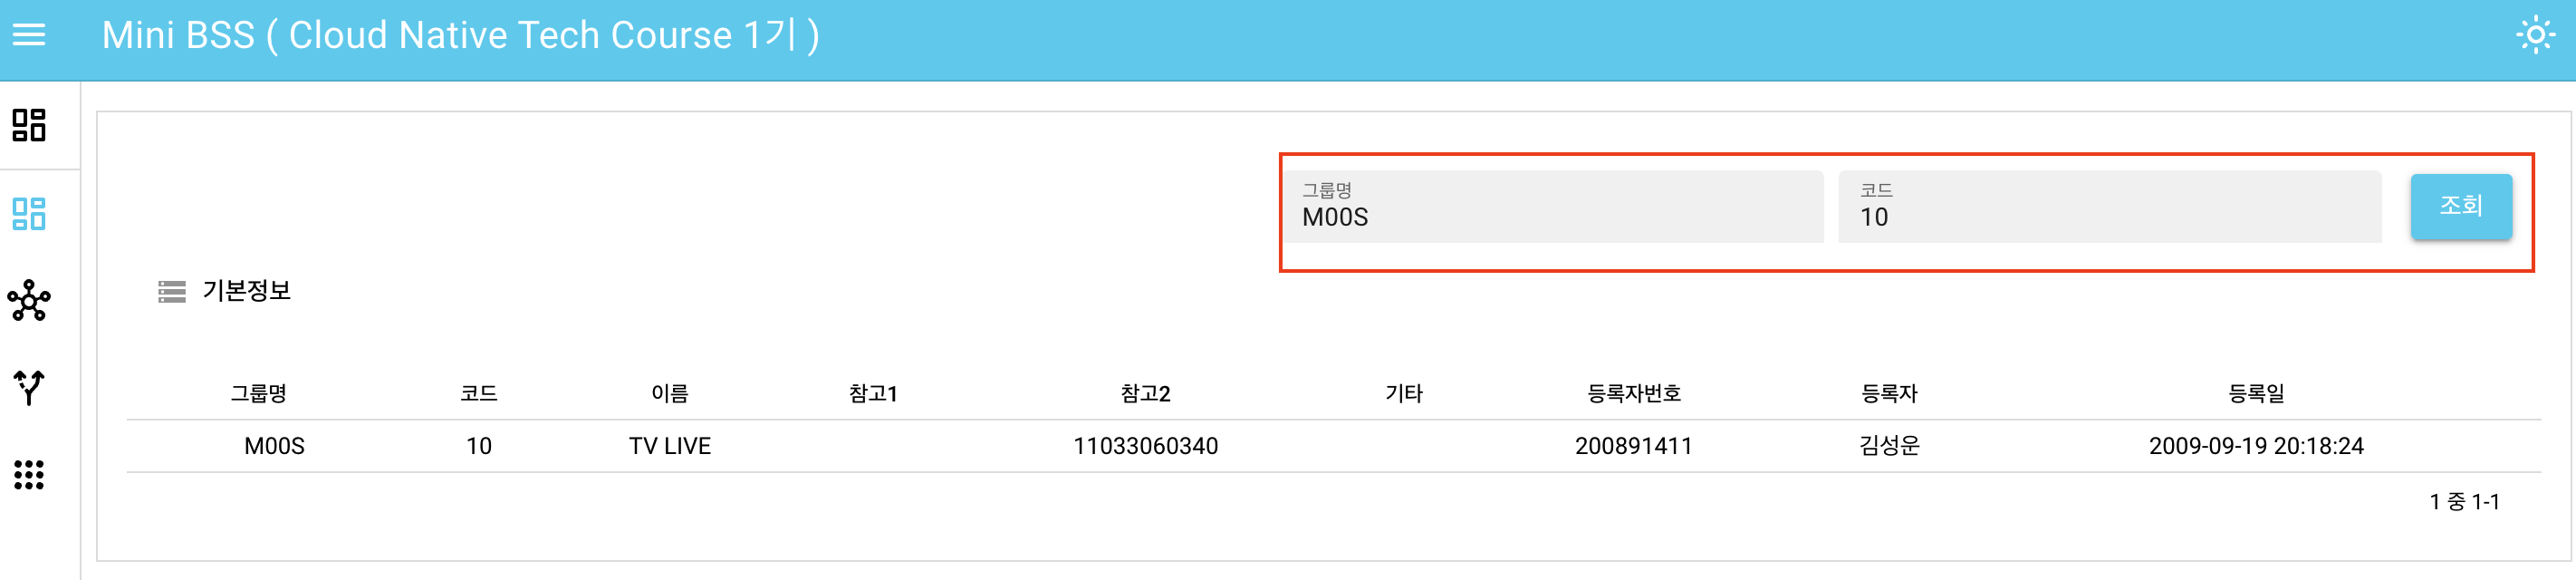 Mini BSS ( Cloud Native Tech Course 1기 )
그룹명
M00S
코드
10
조회
기본정보
그룹명 코드 이름 참고1 참고2 기타 등록자번호 등록자 등록일
M00S 10 TV LIVE 11033060340 200891411 김성운 2009-09-19 20:18:24
1 중 1-1